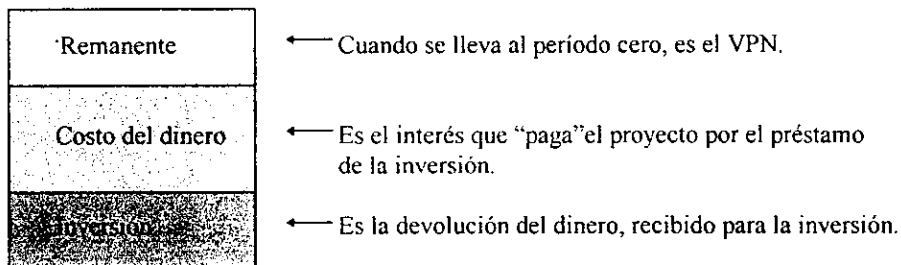 Remanente
Cuando se lleva al período cero, es el VPN.
Costo del dinero
Es el interés que “paga”el proyecto por el préstamo
de la inversión.
Inversión
Es la devolución del dinero, recibido para la inversión.